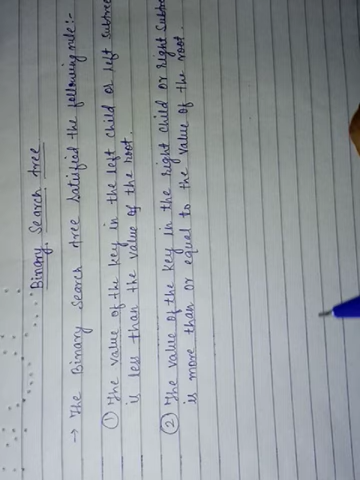 Binary Search tree
→ The Binary Search tree satified the following rule:-
① The value of the key in the left child or left subtree
is less than the value of the root.
② The value of the key in the right child or right subtre
is more than or equal to the value of the root.